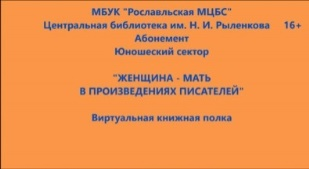 МБУК "Рославльская МЦБС"
Центральная библиотека им. Н. И. Рыленкова 16+
Абонемент
Юношеский сектор
"ЖЕНЩИНА - МАТЬ
В ПРОИЗВЕДЕНИЯХ ПИСАТЕЛЕЙ"
Виртуальная книжная полка